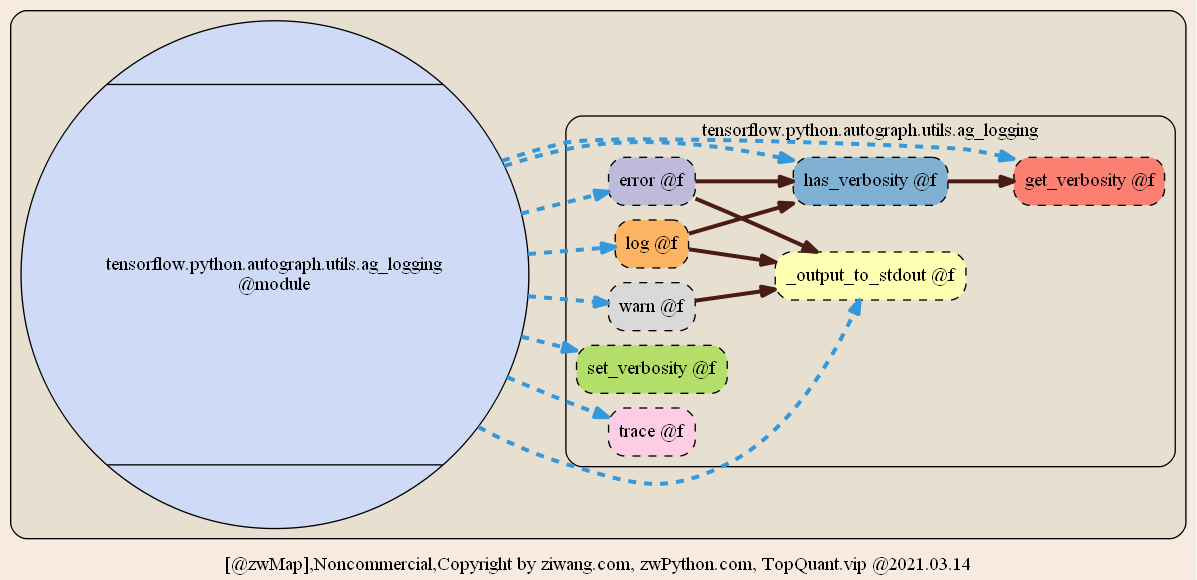 tensorflow.python.autograph.utils.ag_logging
error @f
has_verbosity @f
get_verbosity @f
log @f
tensorflow.python.autograph.utils.ag_logging
@module
_output_to_stdout @f
warn @f
set_verbosity @f
trace @f
[@zwMap],Noncommercial,Copyright by ziwang.com, zwPython.com, TopQuant.vip @2021.03.14